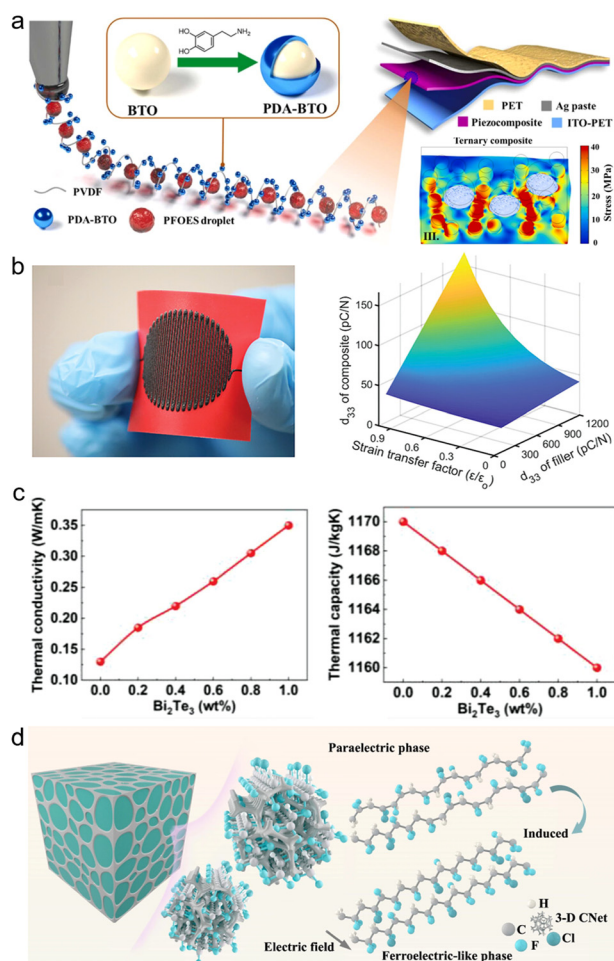 a
HO
HO
NH₂
BTO
PDA-BTO
PVDF
PDA-BTO
PFOES droplet
PET
Ag paste
Piezocomposite
ITO-PET
Ternary composite
III.
40
30
20
10
0
Stress (MPa)
b
d₃₃ of composite (pC/N)
150
100
50
0
0.9
0.6
0.3
0
Strain transfer factor (ε/ε₀)
0
300
600
900
1200
d₃₃ of filler (pC/N)
c
Thermal conductivity (W/mK)
0.35
0.30
0.25
0.20
0.15
0.10
0.0 0.2 0.4 0.6 0.8 1.0
Bi₂Te₃ (wt%)
Thermal capacity (J/kgK)
1170
1168
1166
1164
1162
1160
0.0 0.2 0.4 0.6 0.8 1.0
Bi₂Te₃ (wt%)
d
Paraelectric phase
Induced
Electric field
Ferroelectric-like phase
H
3-D CNet
C
F
Cl